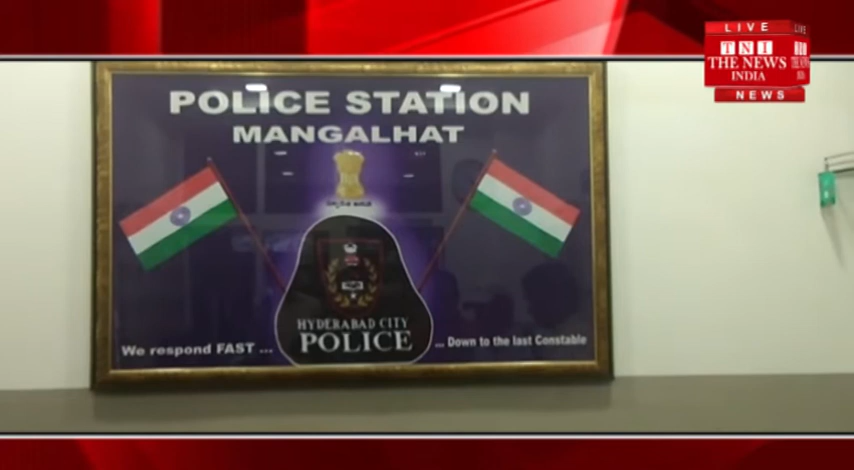 LIVE
TNI
THE NEWS
INDIA
NEWS
POLICE STATION
MANGALHAT
HYDERABAD CITY
POLICE
We respond FAST ...
... Down to the last Constable